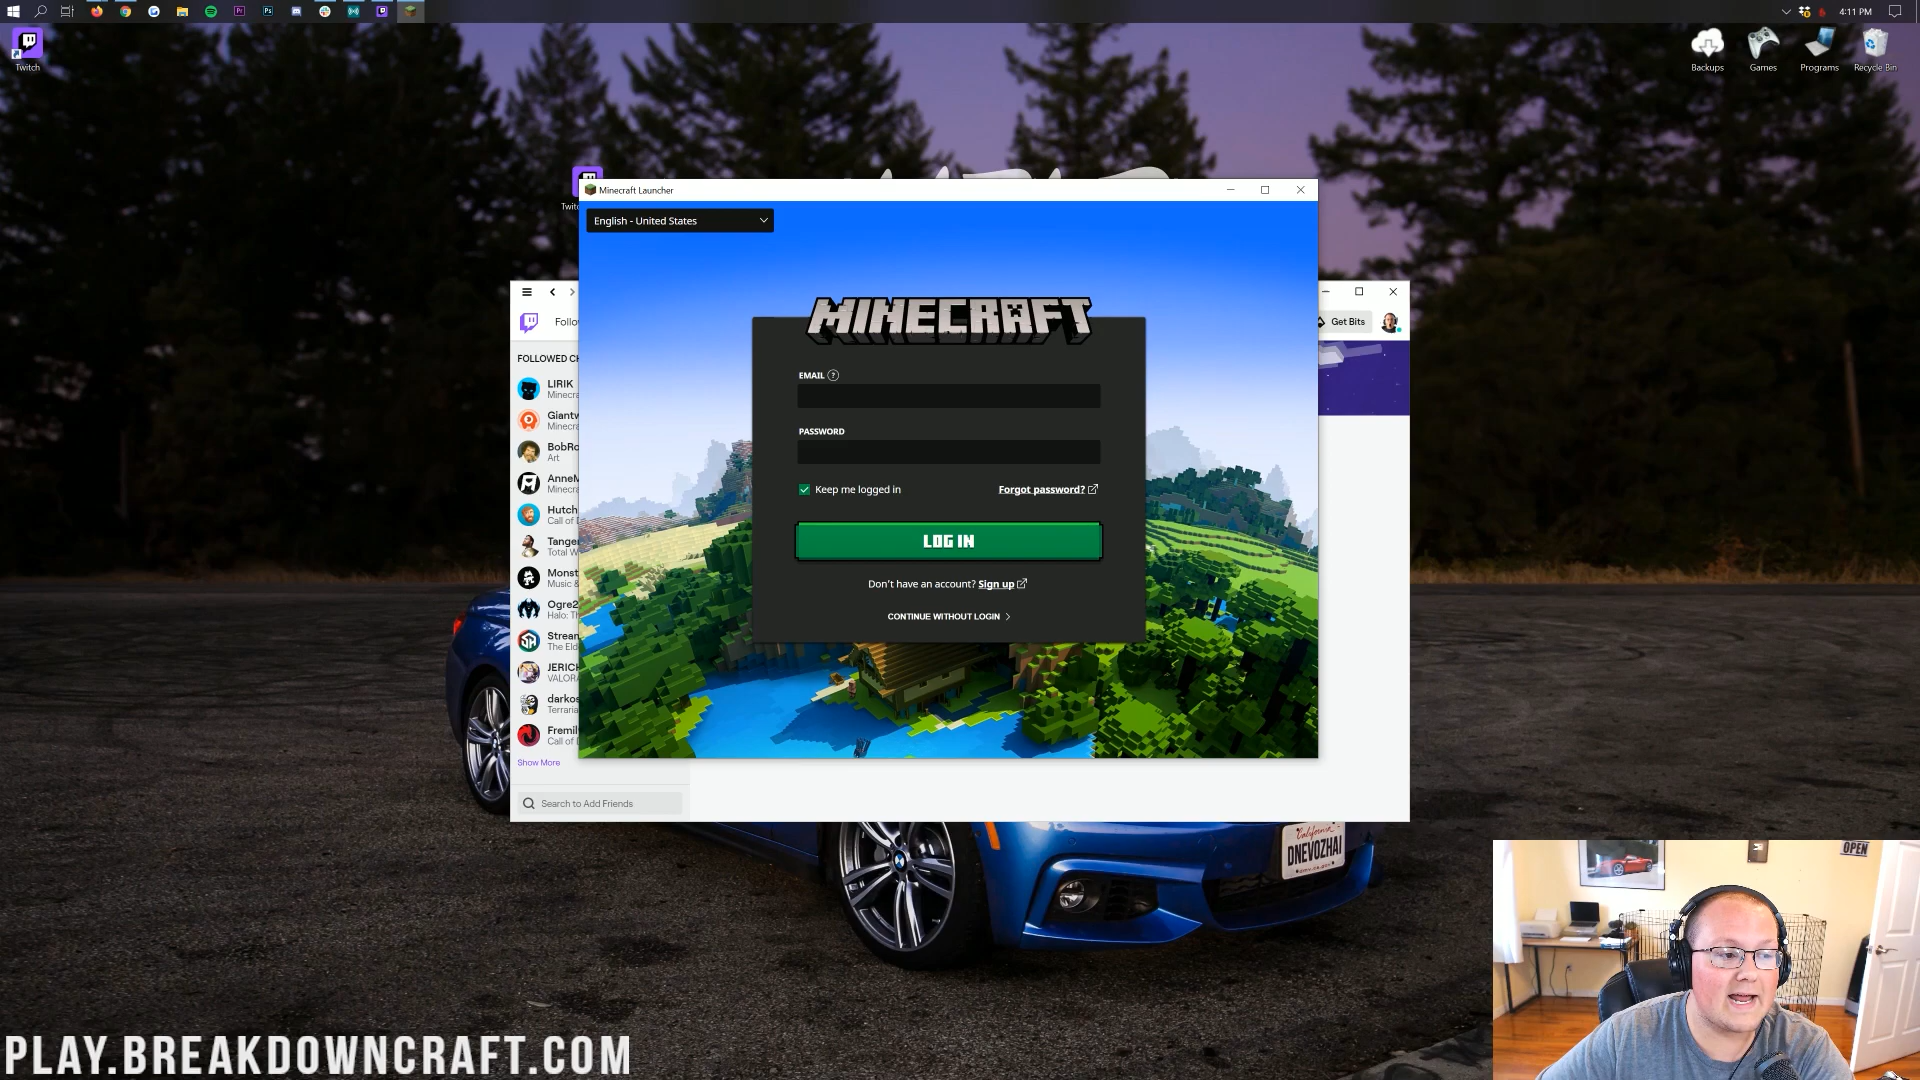 4:11 PM
Twitch
Backups
Games
Programs
Recycle Bin
Minecraft Launcher
English - United States
MINECRAFT
EMAIL ?
PASSWORD
Keep me logged in
Forgot password?
LOG IN
Don't have an account? Sign up
CONTINUE WITHOUT LOGIN
Get Bits
FOLLOWED
LIRIK
Art
Show More
Search to Add Friends
California
DNEVOZHAI
OPEN
PLAY.BREAKDOWNCRAFT.COM